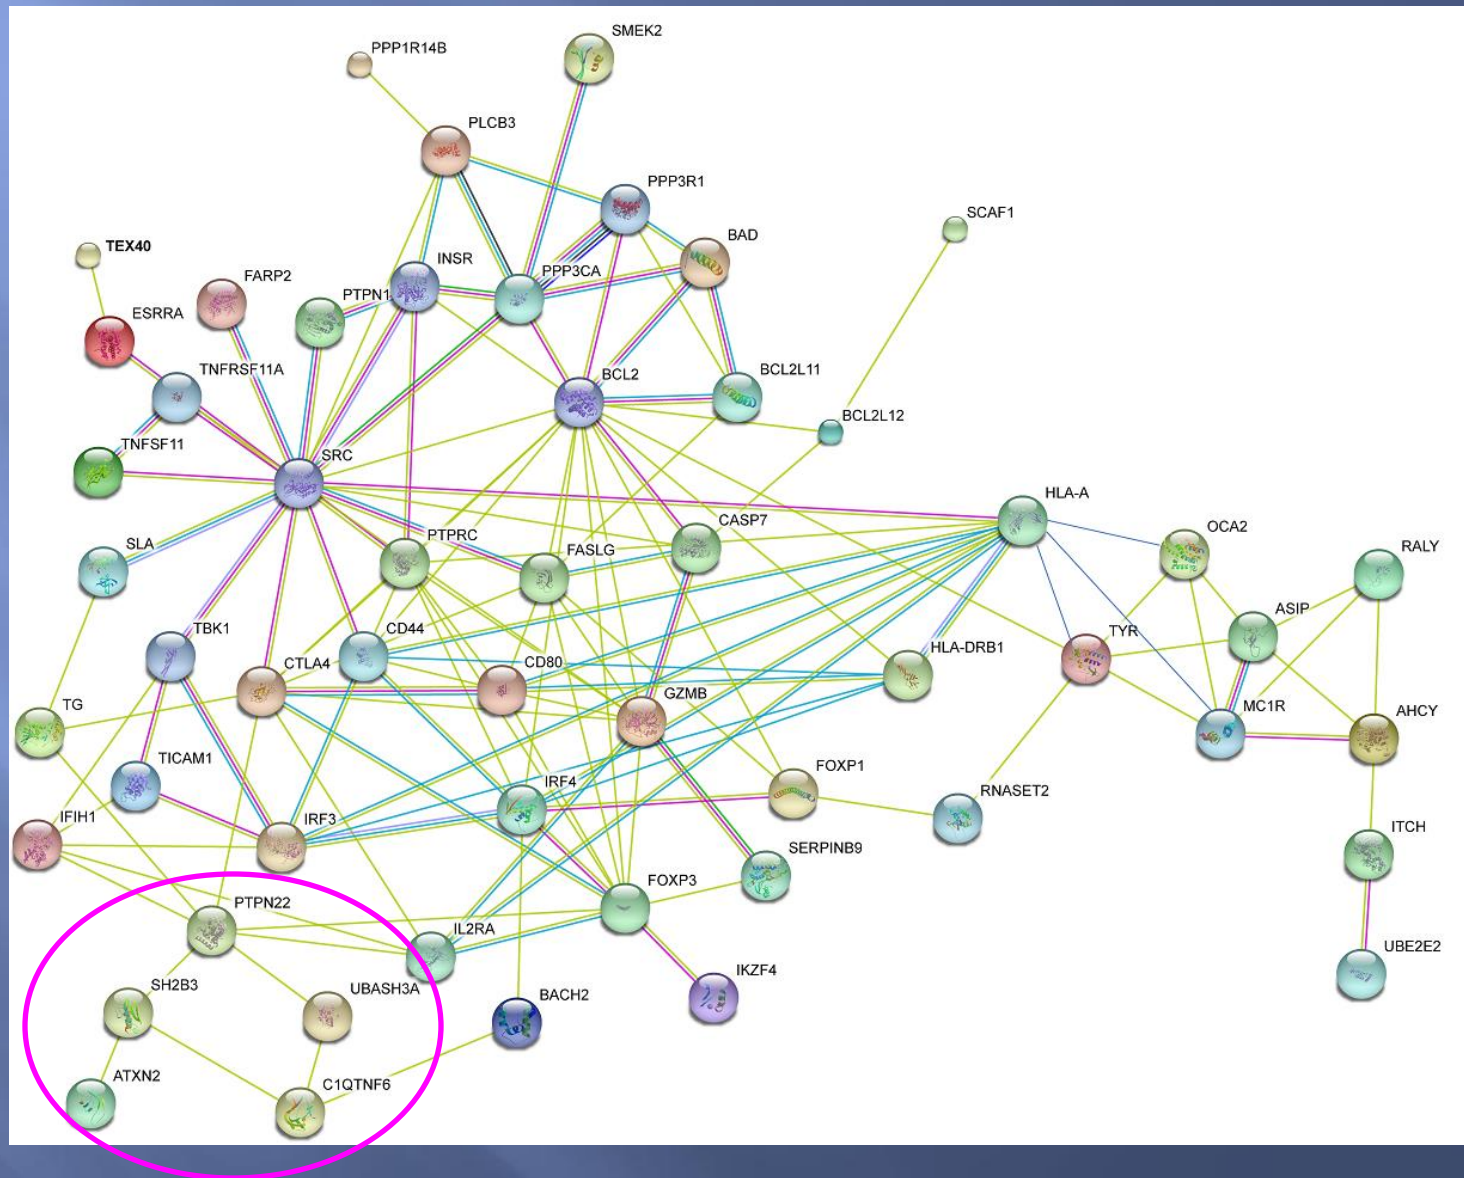 SMEK2
PPP1R14B
PLCB3
PPP3R1
SCAF1
BAD
TEX40
INSR
PPP3CA
FARP2
PTPN1
ESRRA
TNFRSF11A
BCL2
BCL2L11
BCL2L12
TNFSF11
SRC
HLA-A
CASP7
OCA2
PTPRC
SLA
FASLG
RALY
ASIP
TBK1
CD44
TYR
HLA-DRB1
CTLA4
CD80
GZMB
TG
MC1R
AHCY
TICAM1
FOXP1
IRF4
RNASET2
IFIH1
IRF3
ITCH
SERPINB9
FOXP3
PTPN22
IL2RA
UBE2E2
IKZF4
SH2B3
UBASH3A
BACH2
ATXN2
C1QTNF6